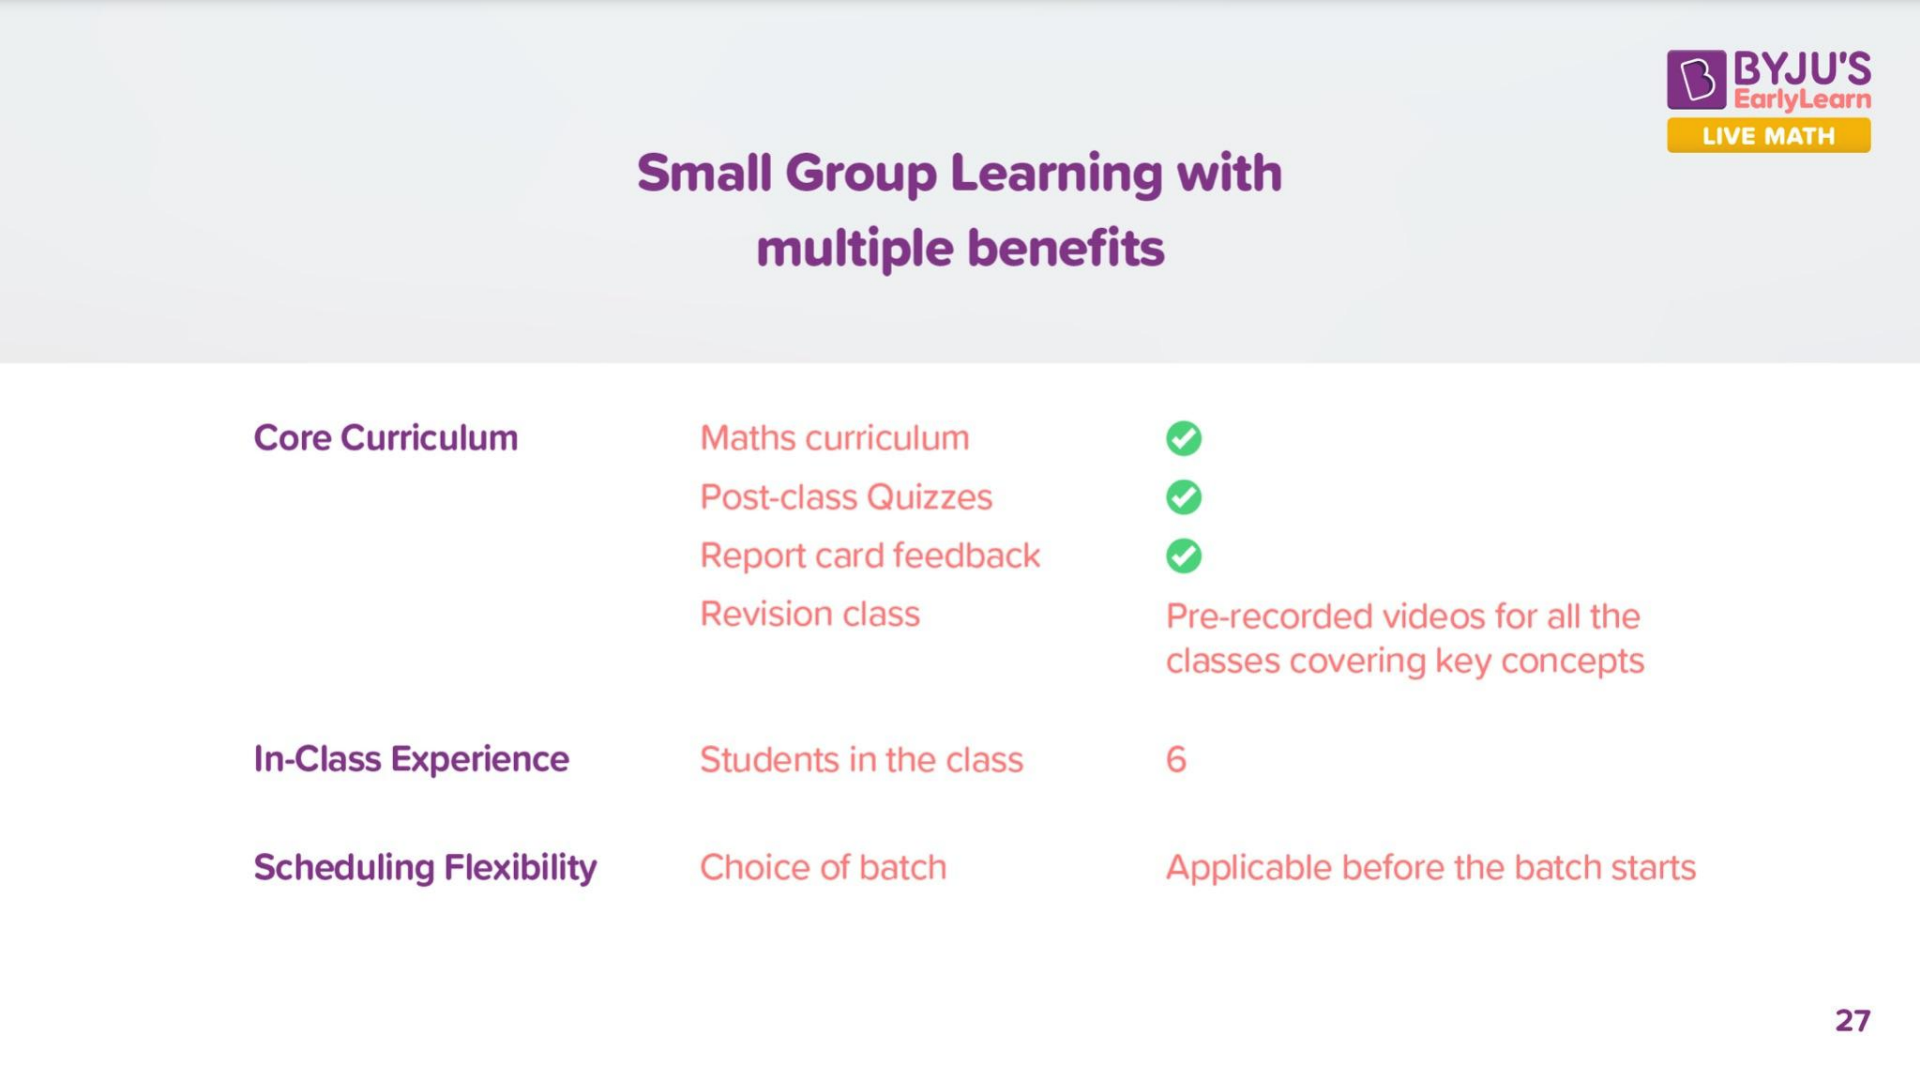 BYJU'S
EarlyLearn
LIVE MATH
Small Group Learning with
multiple benefits
Core Curriculum
Maths curriculum
Post-class Quizzes
Report card feedback
Revision class
Pre-recorded videos for all the
classes covering key concepts
In-Class Experience
Students in the class
6
Scheduling Flexibility
Choice of batch
Applicable before the batch starts
27